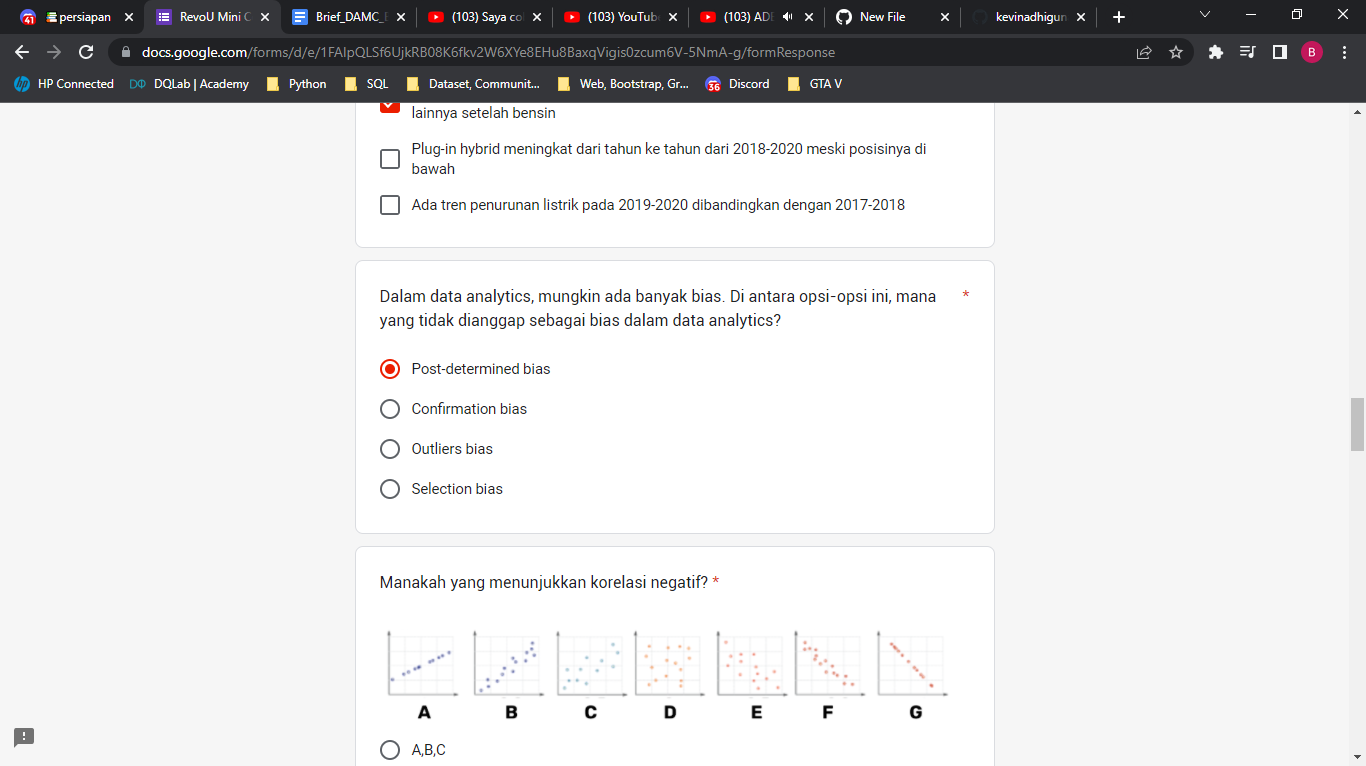 41
persiapan
RevoU Mini C
Brief_DAMC_E
(103) Saya co
(103) YouTub
(103) ADE
New File
kevinadhigun
docs.google.com/forms/d/e/1FAIpQLSf6UjkRB08K6fkv2W6XYe8EHu8BaxqVigis0zcum6V-5NmA-g/formResponse
B
HP Connected
DQLab | Academy
Python
SQL
Dataset, Communit...
Web, Bootstrap, Gr...
36
Discord
GTA V
lainnya setelah bensin
Plug-in hybrid meningkat dari tahun ke tahun dari 2018-2020 meski posisinya di
bawah
Ada tren penurunan listrik pada 2019-2020 dibandingkan dengan 2017-2018
Dalam data analytics, mungkin ada banyak bias. Di antara opsi-opsi ini, mana *
yang tidak dianggap sebagai bias dalam data analytics?
Post-determined bias
Confirmation bias
Outliers bias
Selection bias
Manakah yang menunjukkan korelasi negatif? *
A B C D E F G
A,B,C